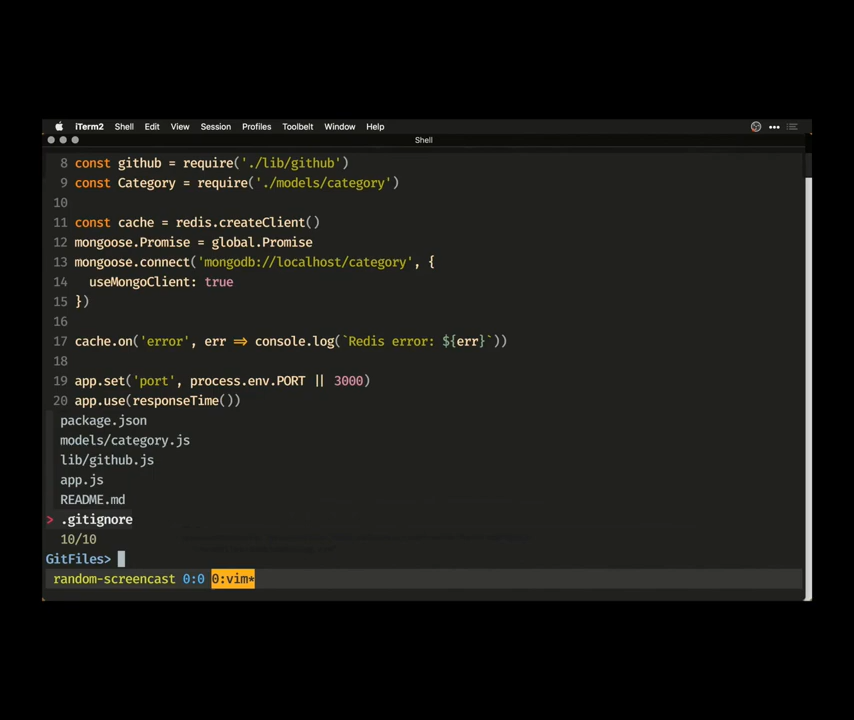 iTerm2 Shell Edit View Session Profiles Toolbelt Window Help
Shell
8 const github = require('./lib/github')
9 const Category = require('./models/category')
10
11 const cache = redis.createClient()
12 mongoose.Promise = global.Promise
13 mongoose.connect('mongodb://localhost/category', {
14   useMongoClient: true
15 })
16
17 cache.on('error', err => console.log(`Redis error: ${err}`))
18
19 app.set('port', process.env.PORT || 3000)
20 app.use(responseTime())
package.json
models/category.js
lib/github.js
app.js
README.md
> .gitignore
10/10
GitFiles>
random-screencast 0:0 0:vim*